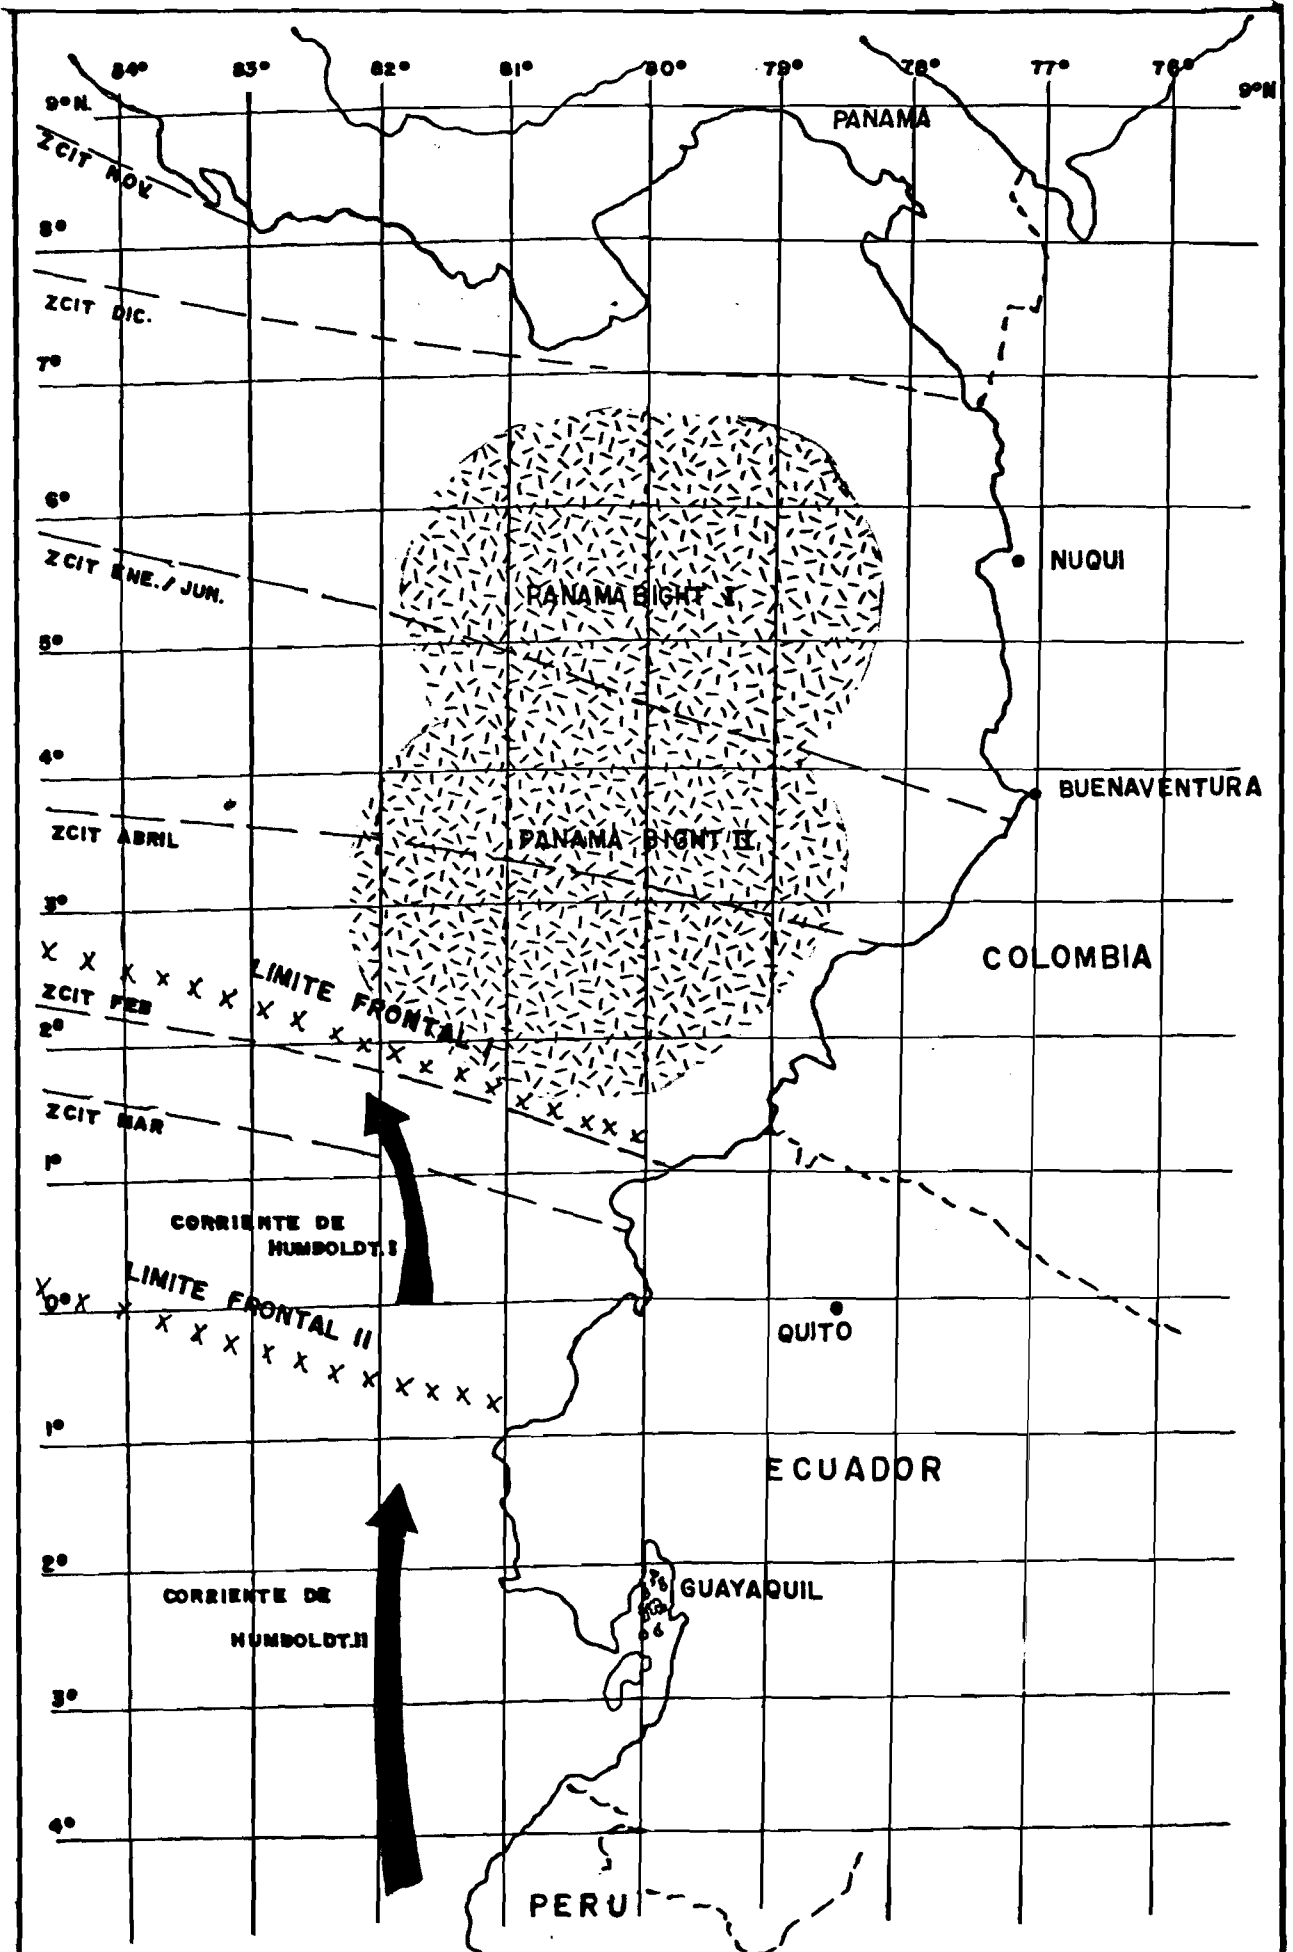 84° 83° 82° 81° 80° 79° 78° 77° 76°
9°N. 9°N
PANAMA
ZCIT NOV.
8°
ZCIT DIC.
7°
6°
ZCIT ENE./JUN.
NUQUI
PANAMA BIGHT I
5°
4°
BUENAVENTURA
ZCIT ABRIL
PANAMA BIGHT II
3°
COLOMBIA
LIMITE FRONTAL I
ZCIT FEB
2°
ZCIT MAR
1°
CORRIENTE DE
HUMBOLDT.I
LIMITE FRONTAL II
0°
QUITO
1°
ECUADOR
2°
GUAYAQUIL
CORRIENTE DE
HUMBOLDT.II
3°
4°
PERU